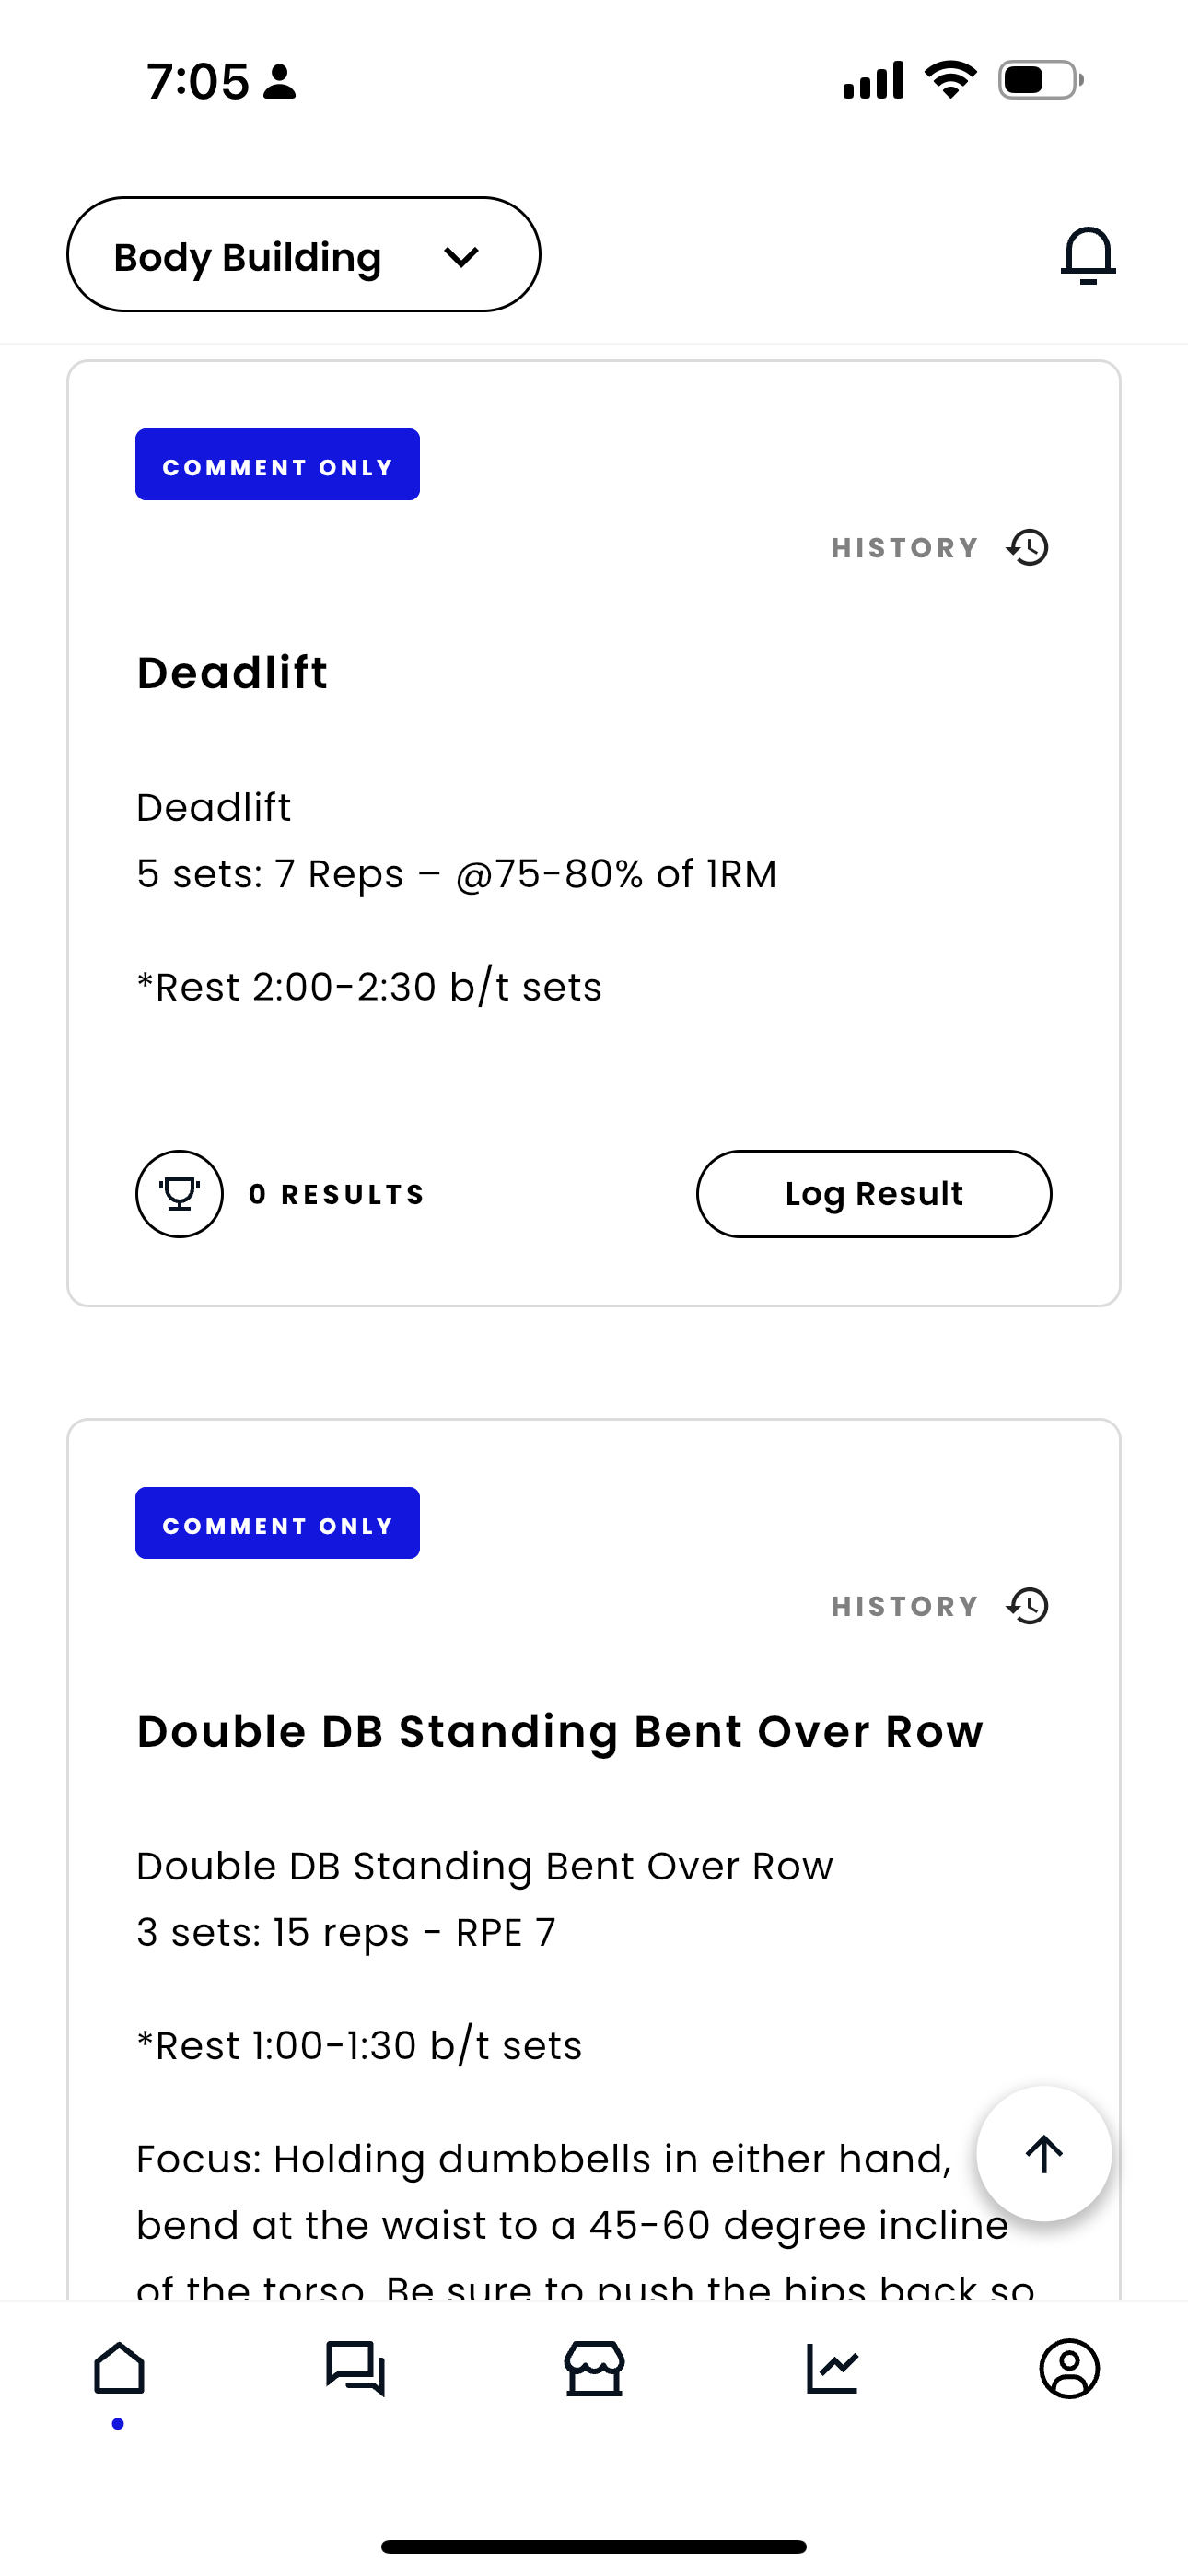 7:05
Body Building
COMMENT ONLY
HISTORY
Deadlift
Deadlift
5 sets: 7 Reps – @75-80% of 1RM
*Rest 2:00-2:30 b/t sets
0 RESULTS
Log Result
COMMENT ONLY
HISTORY
Double DB Standing Bent Over Row
Double DB Standing Bent Over Row
3 sets: 15 reps - RPE 7
*Rest 1:00-1:30 b/t sets
Focus: Holding dumbbells in either hand,
bend at the waist to a 45-60 degree incline
of the torso. Be sure to push the hips back so